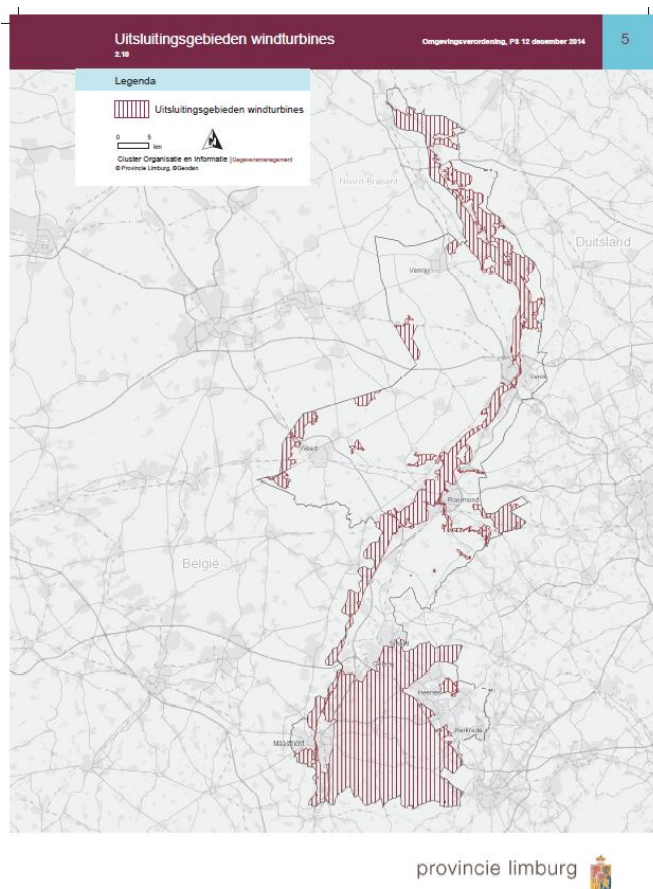 Uitsluitingsgebieden windturbines
2.10
Omgevingsverordening, PS 12 december 2014
5
Legenda
Uitsluitingsgebieden windturbines
0 5
km
Cluster Organisatie en Informatie | Gegevensmanagement
© Provincie Limburg, ©Geodan
Noord-Brabant
Duitsland
Venray
Venlo
Weert
Roermond
België
Sittard
Geleen
Heerlen
Kerkrade
Maastricht
provincie limburg